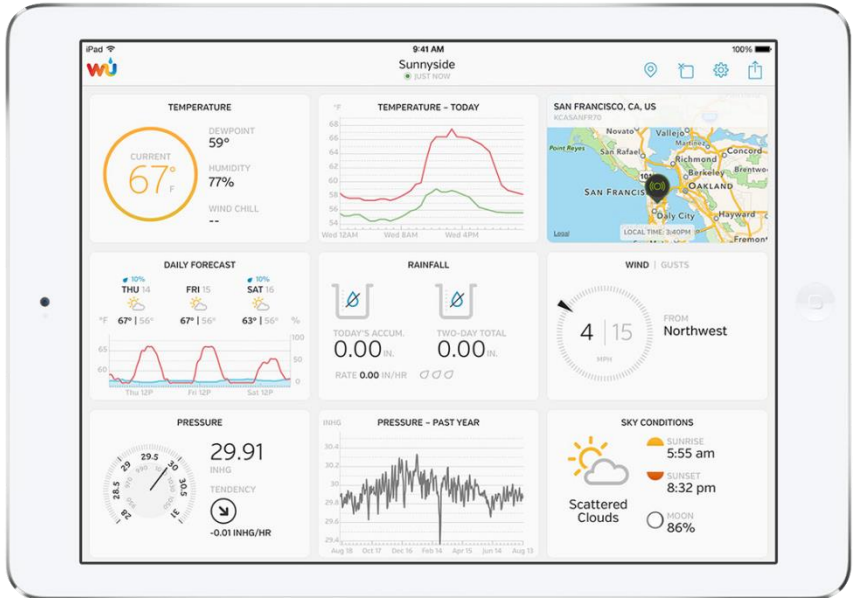 iPad
9:41 AM
100%
wu
Sunnyside
JUST NOW
TEMPERATURE
CURRENT
67°
F
DEWPOINT
59°
HUMIDITY
77%
WIND CHILL
--
°F
TEMPERATURE – TODAY
68
66
64
62
60
58
56
54
Wed 12AM
Wed 8AM
Wed 4PM
SAN FRANCISCO, CA, US
KCASANFR70
Novato
Vallejo
Point Reyes
San Rafael
Martinez
Concord
Richmond
Berkeley
Brentwo
101
SAN FRANCIS
OAKLAND
Daly City
Hayward
Legal
LOCAL TIME: 3:40PM
Fremont
DAILY FORECAST
10%
10%
THU 14
FRI 15
SAT 16
°F
67° | 56°
67° | 56°
63° | 56°
%
65
60
100
50
0
Thu 12P
Fri 12P
Sat 12P
RAINFALL
TODAY'S ACCUM.
0.00 IN.
TWO-DAY TOTAL
0.00 IN.
RATE 0.00 IN/HR
WIND | GUSTS
4 | 15
MPH
FROM
Northwest
PRESSURE
28
28.5
29
29.5
30
30.5
31
29.91
INHG
TENDENCY
-0.01 INHG/HR
INHG
PRESSURE – PAST YEAR
30.4
30.2
30
29.8
29.6
29.4
Aug 18
Oct 17
Dec 16
Feb 14
Apr 15
Jun 14
Aug 13
SKY CONDITIONS
Scattered
Clouds
SUNRISE
5:55 am
SUNSET
8:32 pm
MOON
86%